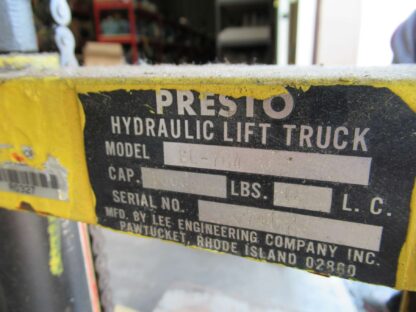 PRESTO
HYDRAULIC LIFT TRUCK
MODEL
CAP. LBS. L. C.
SERIAL NO.
MFD. BY LEE ENGINEERING COMPANY INC.
PAWTUCKET, RHODE ISLAND 02860